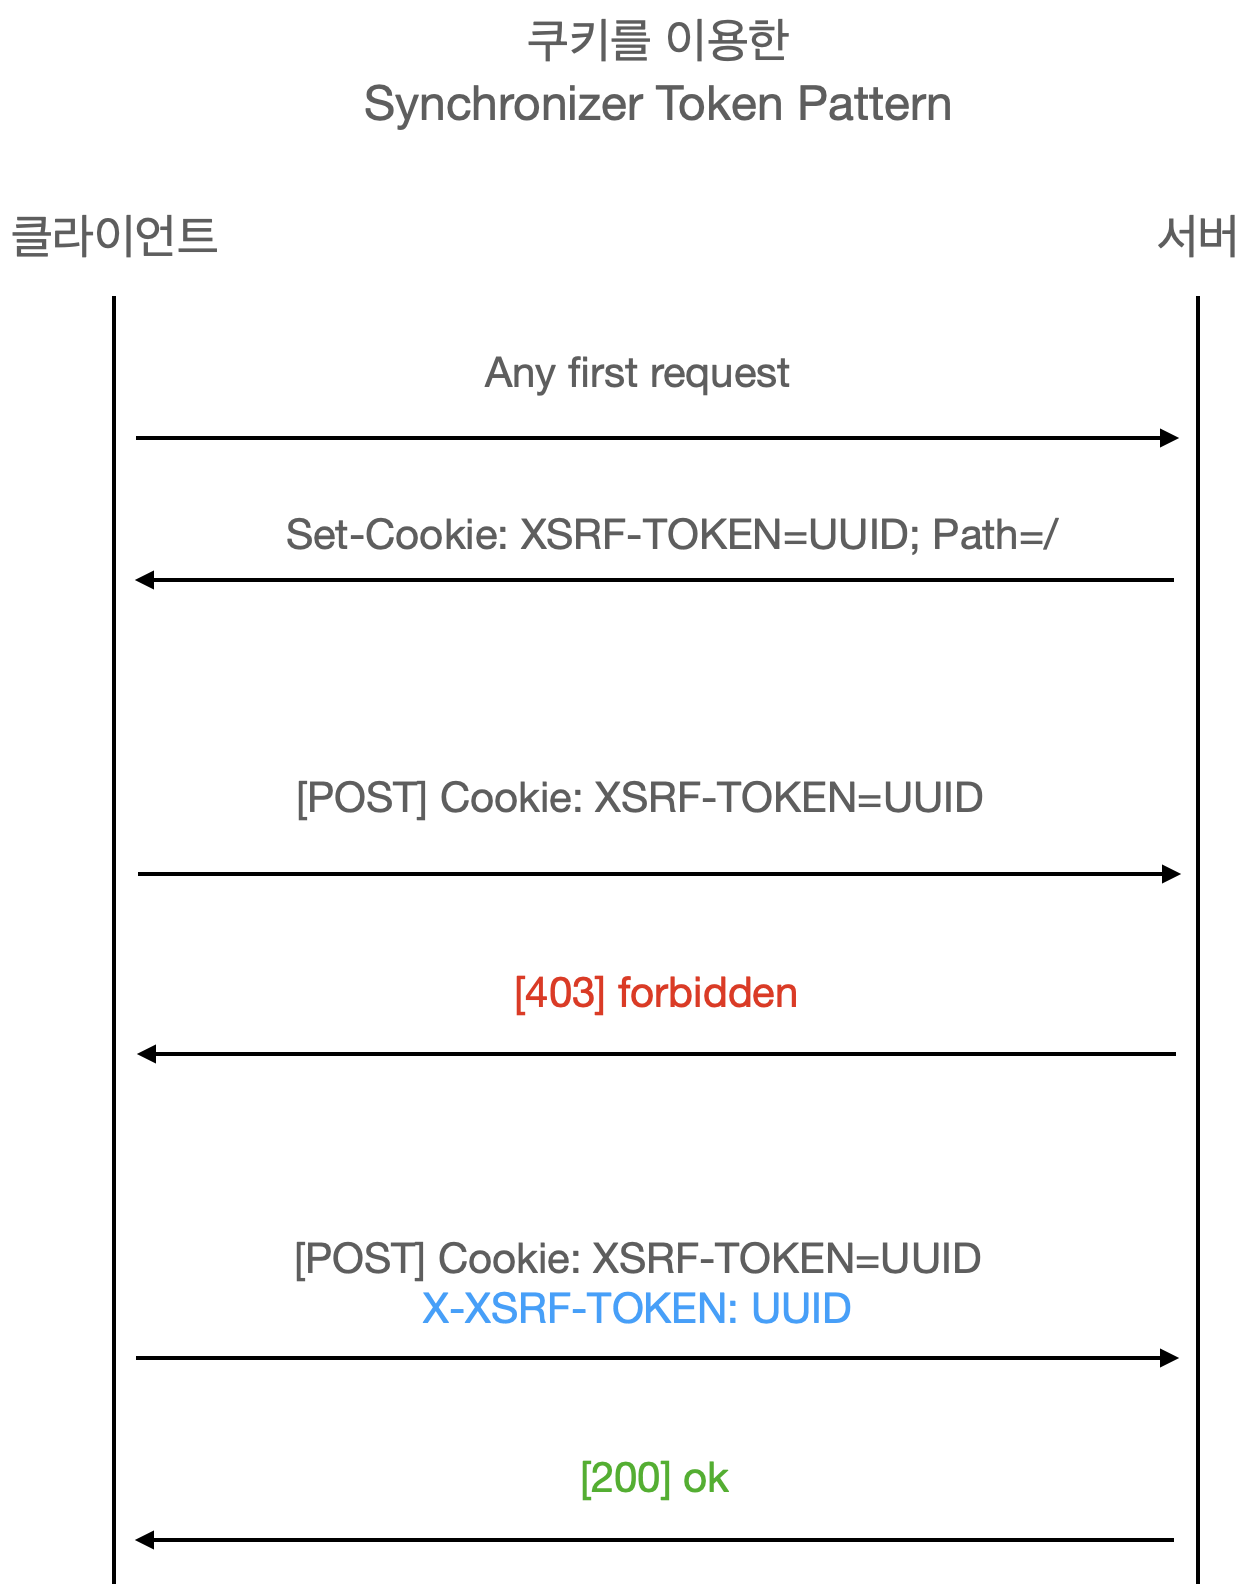 쿠키를 이용한
Synchronizer Token Pattern
클라이언트
서버
Any first request
Set-Cookie: XSRF-TOKEN=UUID; Path=/
[POST] Cookie: XSRF-TOKEN=UUID
[403] forbidden
[POST] Cookie: XSRF-TOKEN=UUID
X-XSRF-TOKEN: UUID
[200] ok